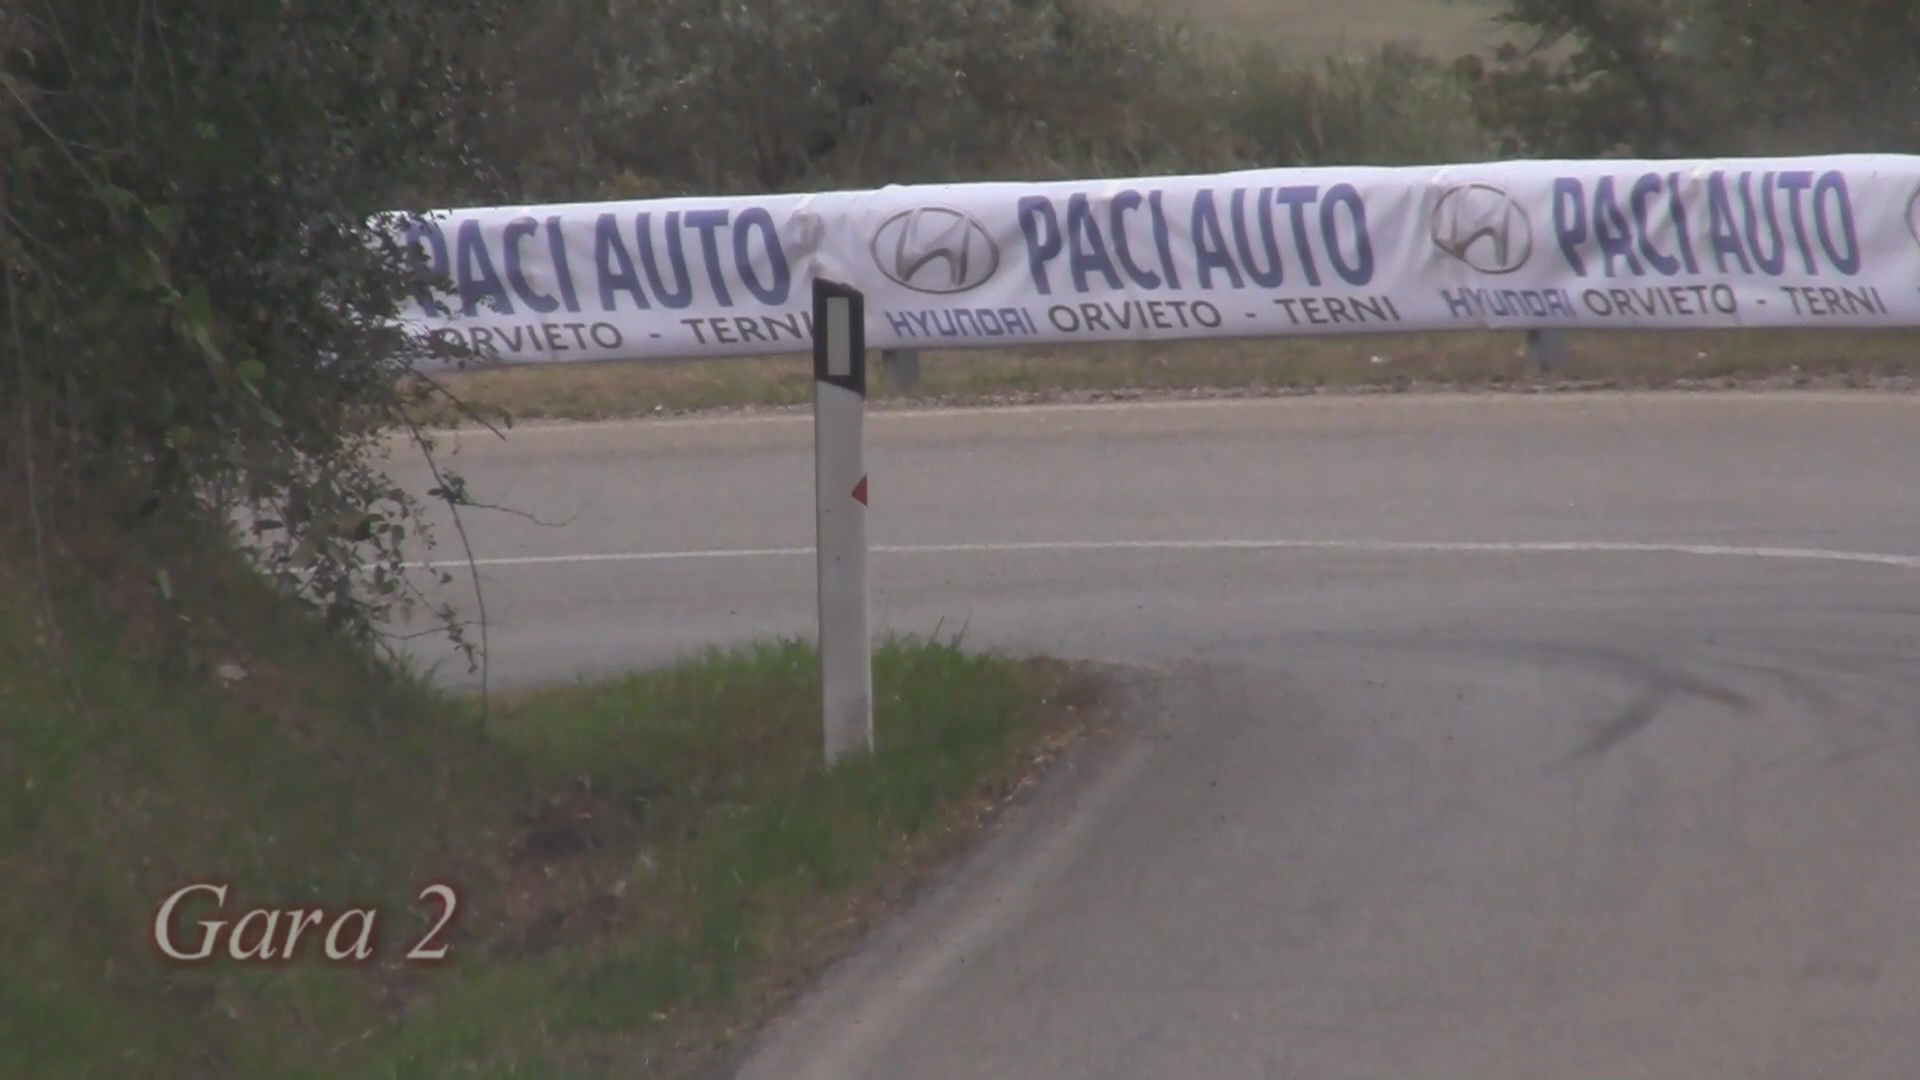 PACI AUTO
ORVIETO - TERNI
PACI AUTO
HYUNDAI ORVIETO - TERNI
PACI AUTO
HYUNDAI ORVIETO - TERNI
Gara 2